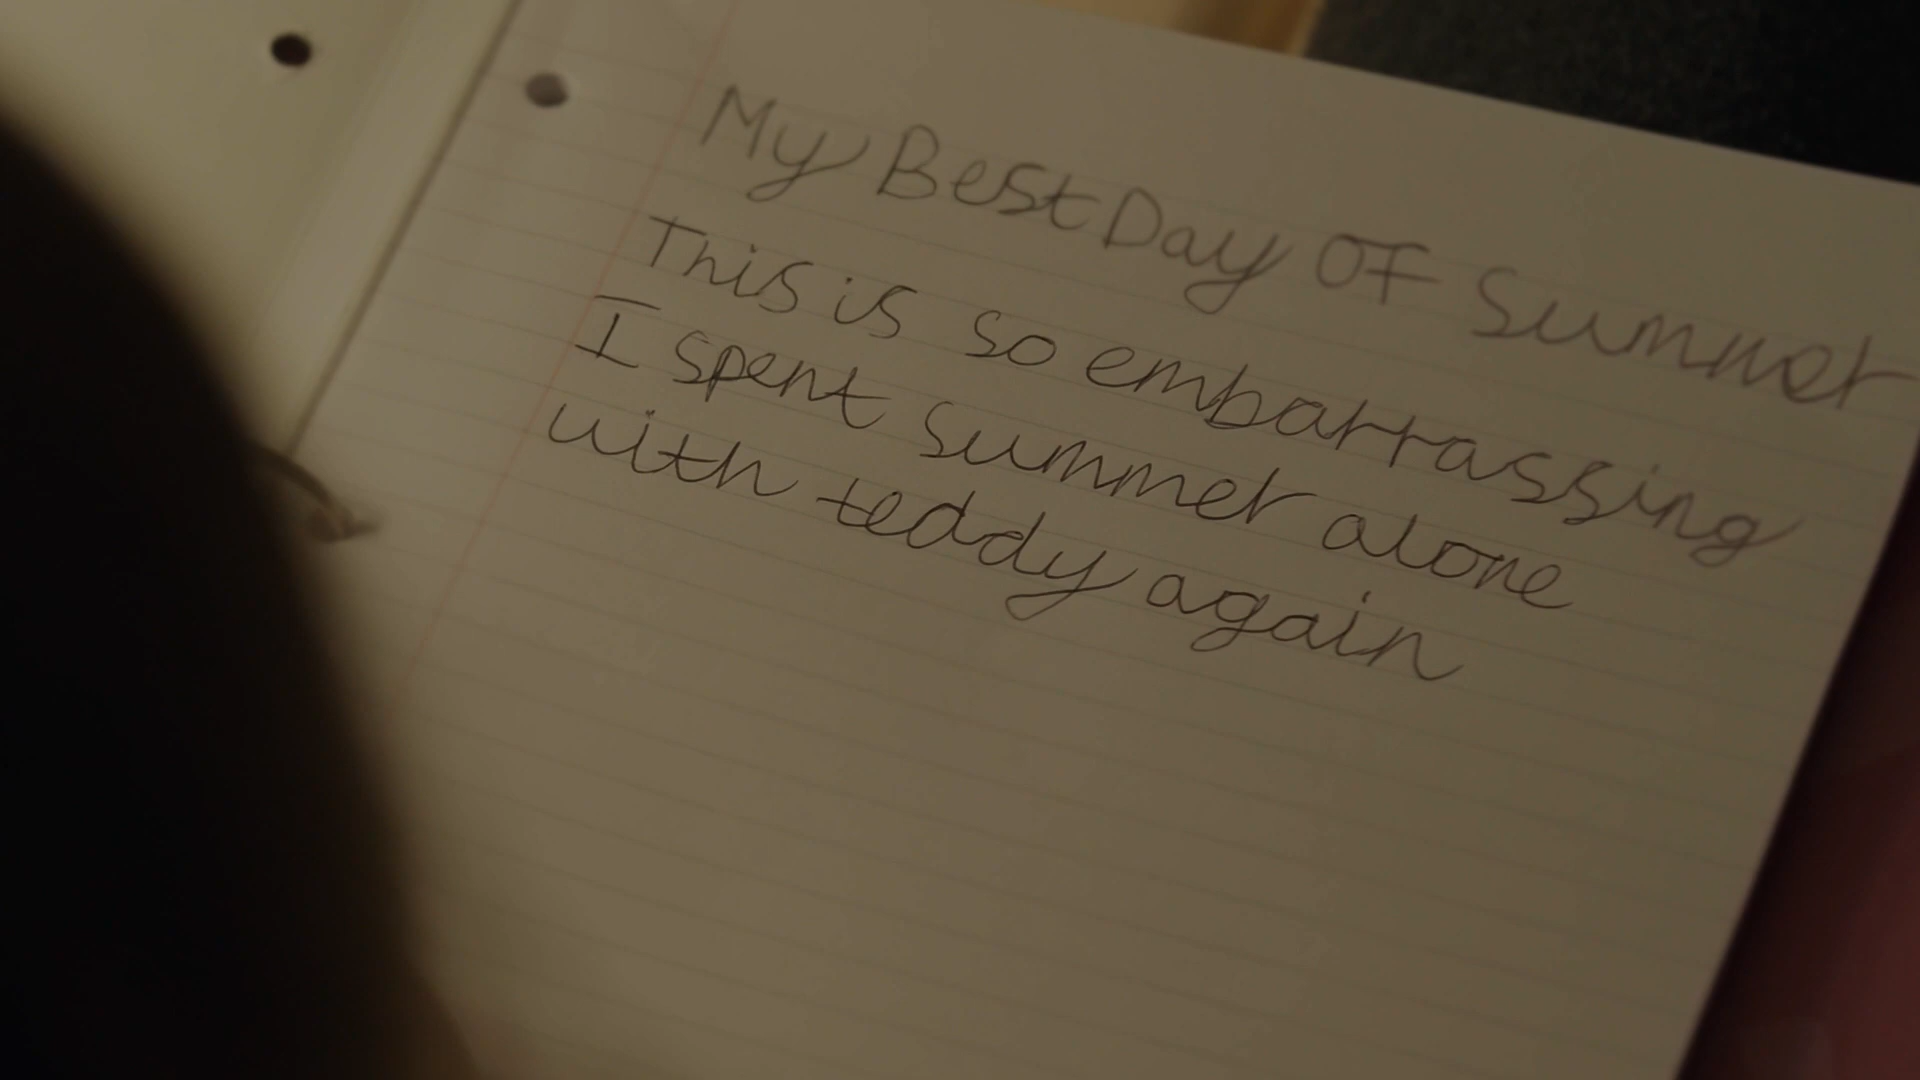 My Best Day OF Summer
This is so embarrassing
I spent summer alone
with teddy again